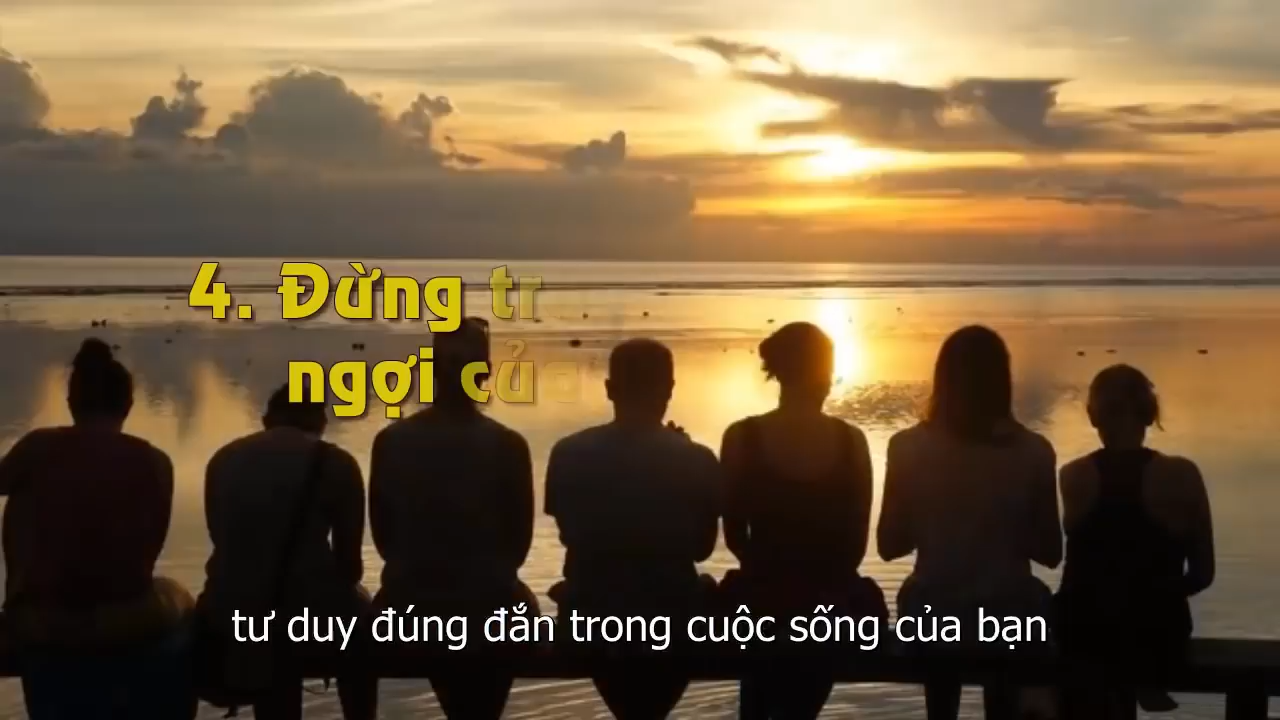 4. Đừng tr
ngợi của
tư duy đúng đắn trong cuộc sống của bạn